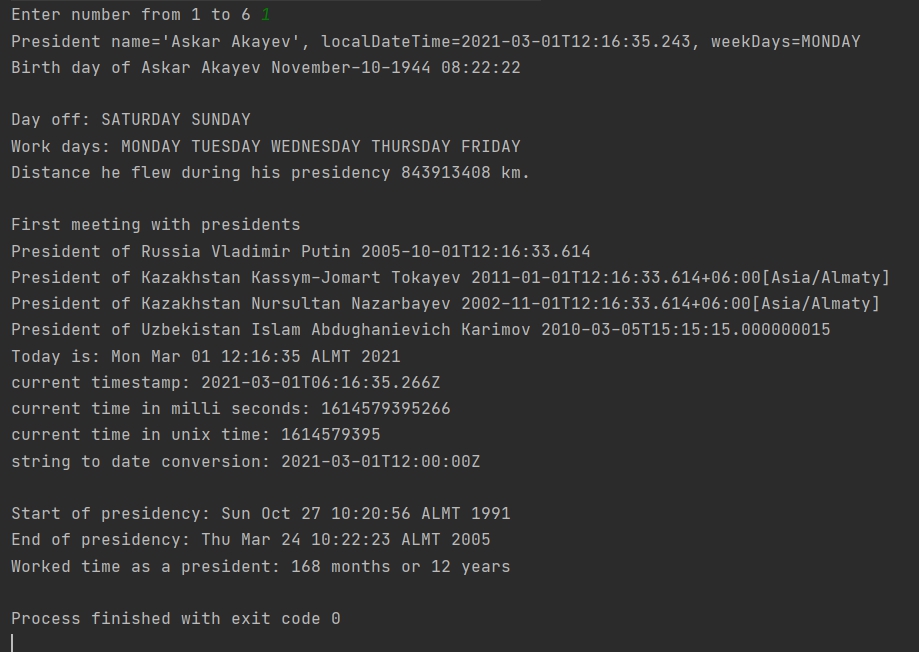 Enter number from 1 to 6 1
President name='Askar Akayev', localDateTime=2021-03-01T12:16:35.243, weekDays=MONDAY
Birth day of Askar Akayev November-10-1944 08:22:22
Day off: SATURDAY SUNDAY
Work days: MONDAY TUESDAY WEDNESDAY THURSDAY FRIDAY
Distance he flew during his presidency 843913408 km.
First meeting with presidents
President of Russia Vladimir Putin 2005-10-01T12:16:33.614
President of Kazakhstan Kassym-Jomart Tokayev 2011-01-01T12:16:33.614+06:00[Asia/Almaty]
President of Kazakhstan Nursultan Nazarbayev 2002-11-01T12:16:33.614+06:00[Asia/Almaty]
President of Uzbekistan Islam Abdughanievich Karimov 2010-03-05T15:15:15.000000015
Today is: Mon Mar 01 12:16:35 ALMT 2021
current timestamp: 2021-03-01T06:16:35.266Z
current time in milli seconds: 1614579395266
current time in unix time: 1614579395
string to date conversion: 2021-03-01T12:00:00Z
Start of presidency: Sun Oct 27 10:20:56 ALMT 1991
End of presidency: Thu Mar 24 10:22:23 ALMT 2005
Worked time as a president: 168 months or 12 years
Process finished with exit code 0